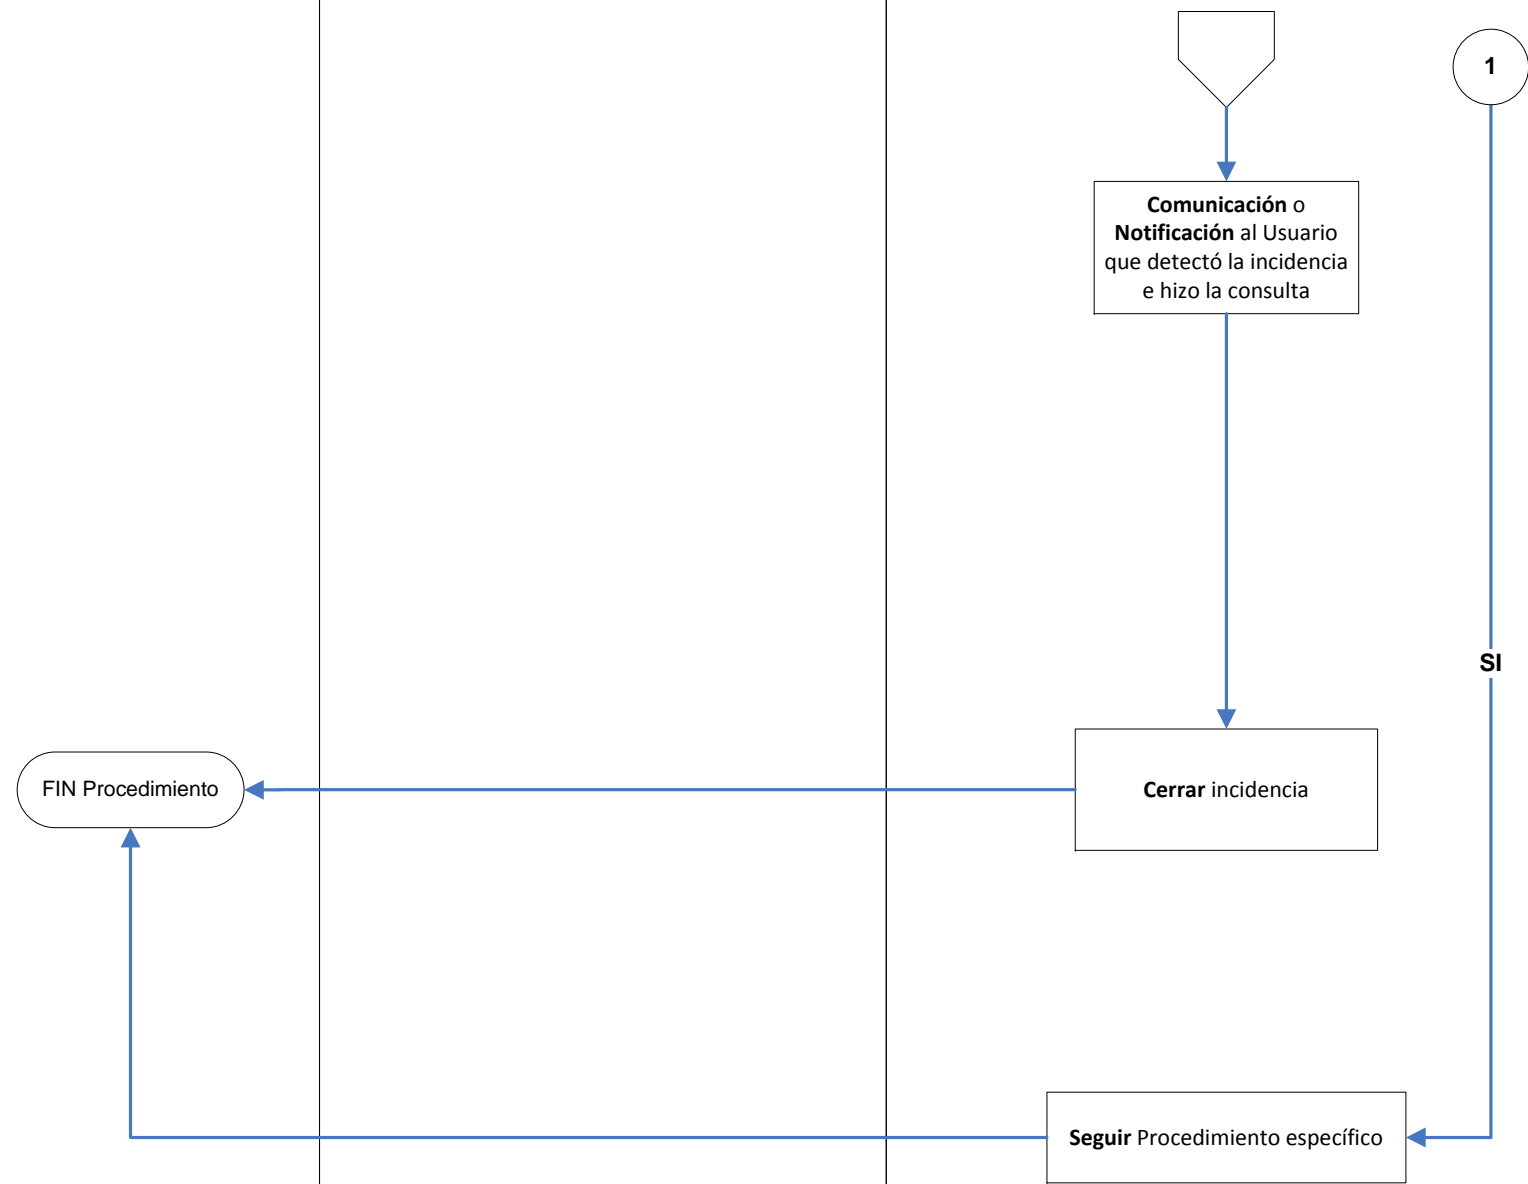 1
Comunicación o
Notificación al Usuario
que detectó la incidencia
e hizo la consulta
SI
FIN Procedimiento
Cerrar incidencia
Seguir Procedimiento específico